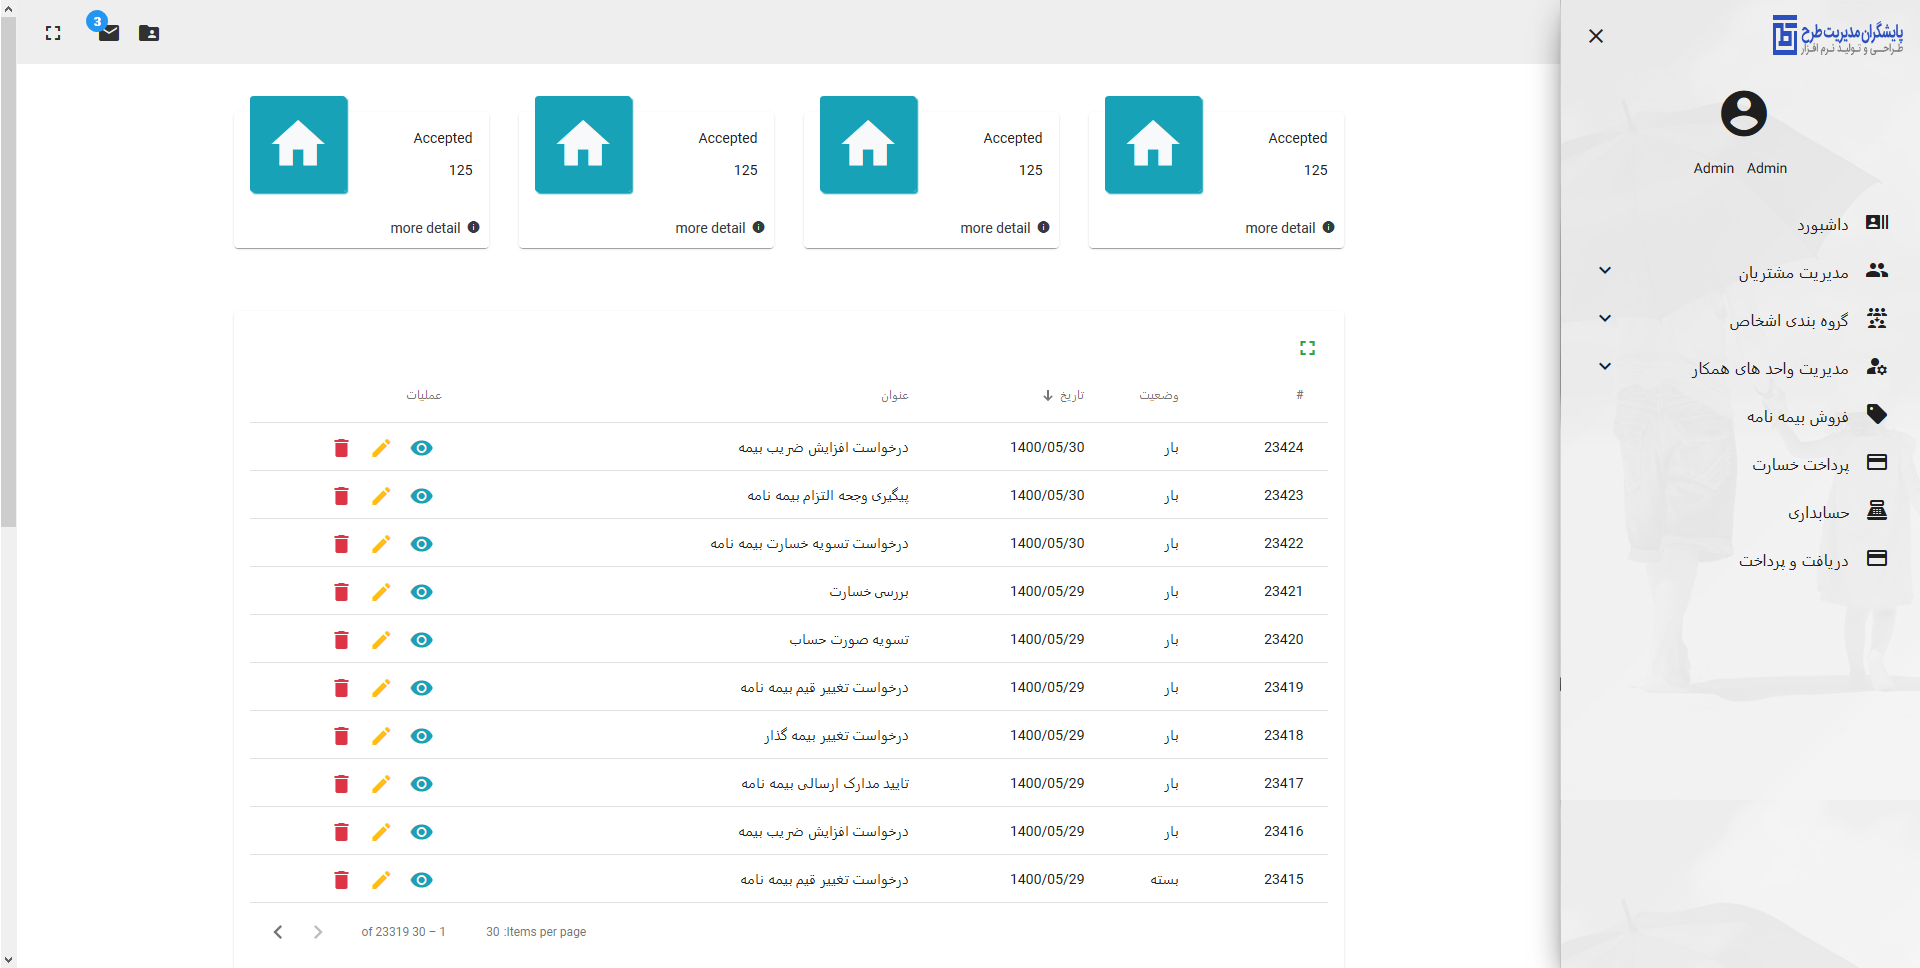 3
پایشگران مدیریت طرح
طراحی و تولید نرم افزار
Admin Admin
داشبورد
مدیریت مشتریان
گروه بندی اشخاص
مدیریت واحد های همکار
فروش بیمه نامه
پرداخت خسارت
حسابداری
دریافت و پرداخت
Accepted
125
more detail
Accepted
125
more detail
Accepted
125
more detail
Accepted
125
more detail
# وضعیت تاریخ عنوان عملیات
23424 باز 1400/05/30 درخواست افزایش ضریب بیمه
23423 باز 1400/05/30 پیگیری وجحه التزام بیمه نامه
23422 باز 1400/05/30 درخواست تسویه خسارت بیمه نامه
23421 باز 1400/05/29 بررسی خسارت
23420 باز 1400/05/29 تسویه صورت حساب
23419 باز 1400/05/29 درخواست تغییر قیم بیمه نامه
23418 باز 1400/05/29 درخواست تغییر بیمه گذار
23417 باز 1400/05/29 تایید مدارک ارسالی بیمه نامه
23416 باز 1400/05/29 درخواست افزایش ضریب بیمه
23415 بسته 1400/05/29 درخواست تغییر قیم بیمه نامه
Items per page: 30
1 – 30 of 23319